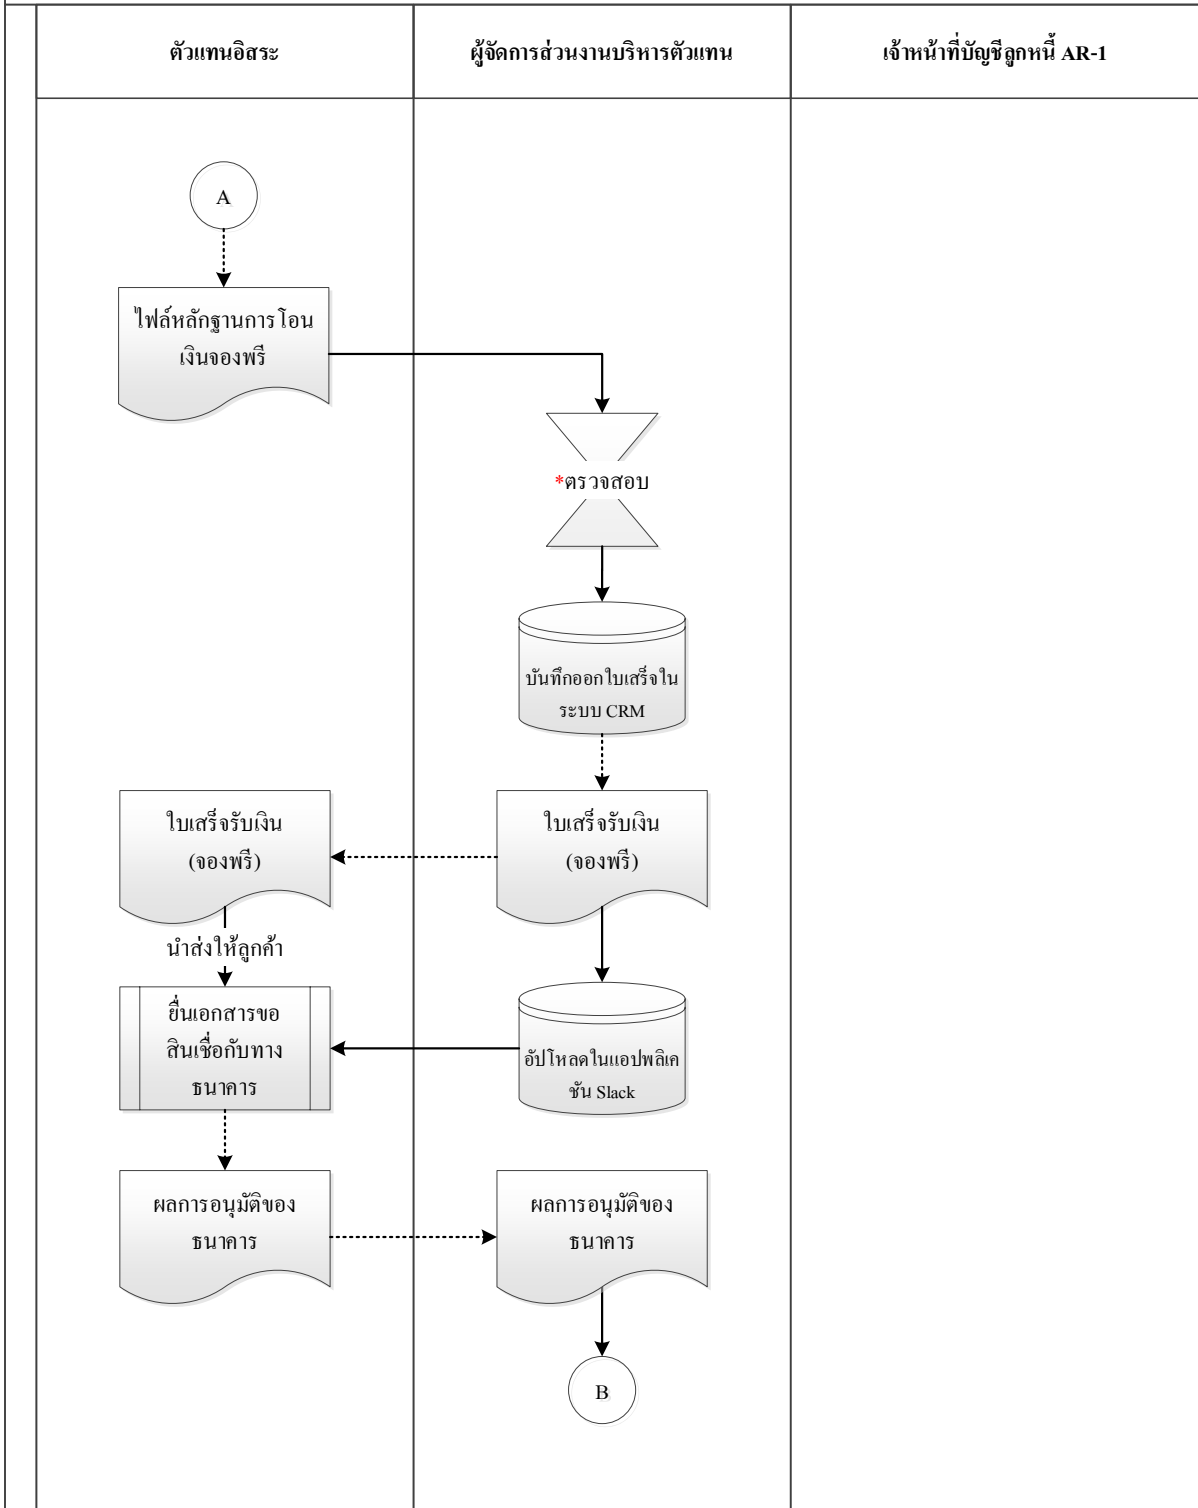 ตัวแทนอิสระ
ผู้จัดการส่วนงานบริหารตัวแทน
เจ้าหน้าที่บัญชีลูกหนี้ AR-1
A
ไฟล์หลักฐานการโอน
เงินจองพรี
*ตรวจสอบ
บันทึกออกใบเสร็จใน
ระบบ CRM
ใบเสร็จรับเงิน
(จองพรี)
ใบเสร็จรับเงิน
(จองพรี)
นำส่งให้ลูกค้า
ยื่นเอกสารขอ
สินเชื่อกับทาง
ธนาคาร
อัปโหลดในแอปพลิเค
ชัน Slack
ผลการอนุมัติของ
ธนาคาร
ผลการอนุมัติของ
ธนาคาร
B